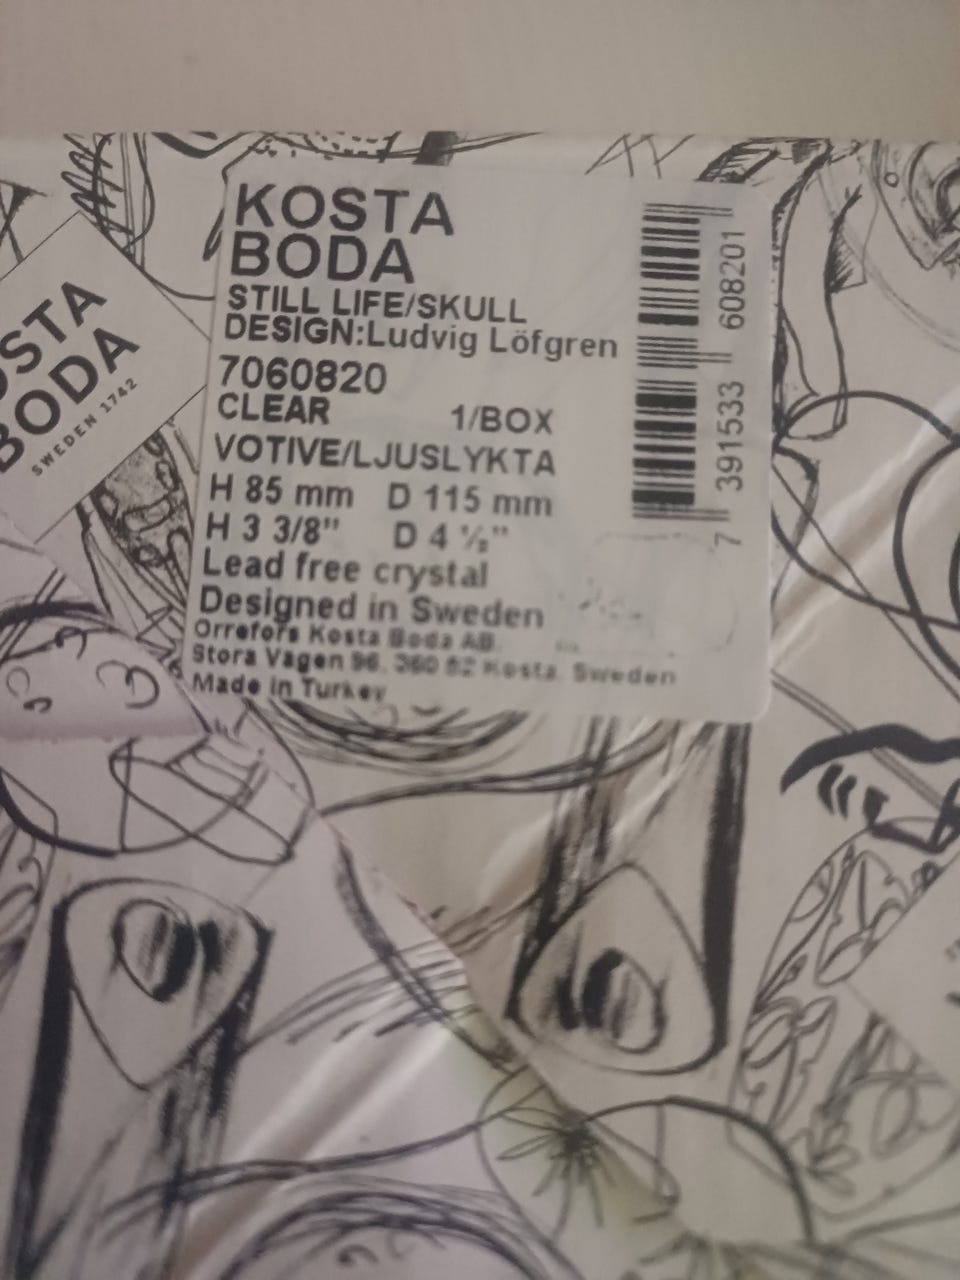 KOSTA
BODA
STILL LIFE/SKULL
DESIGN:Ludvig Löfgren
7060820
CLEAR 1/BOX
VOTIVE/LJUSLYKTA
H 85 mm D 115 mm
H 3 3/8" D 4 ½"
Lead free crystal
Designed in Sweden
Orrefors Kosta Boda AB.
Stora Vagen 96. 360 52 Kosta. Sweden
Made in Turkey
7 391533 608201
OSTA
BODA
SWEDEN 1742